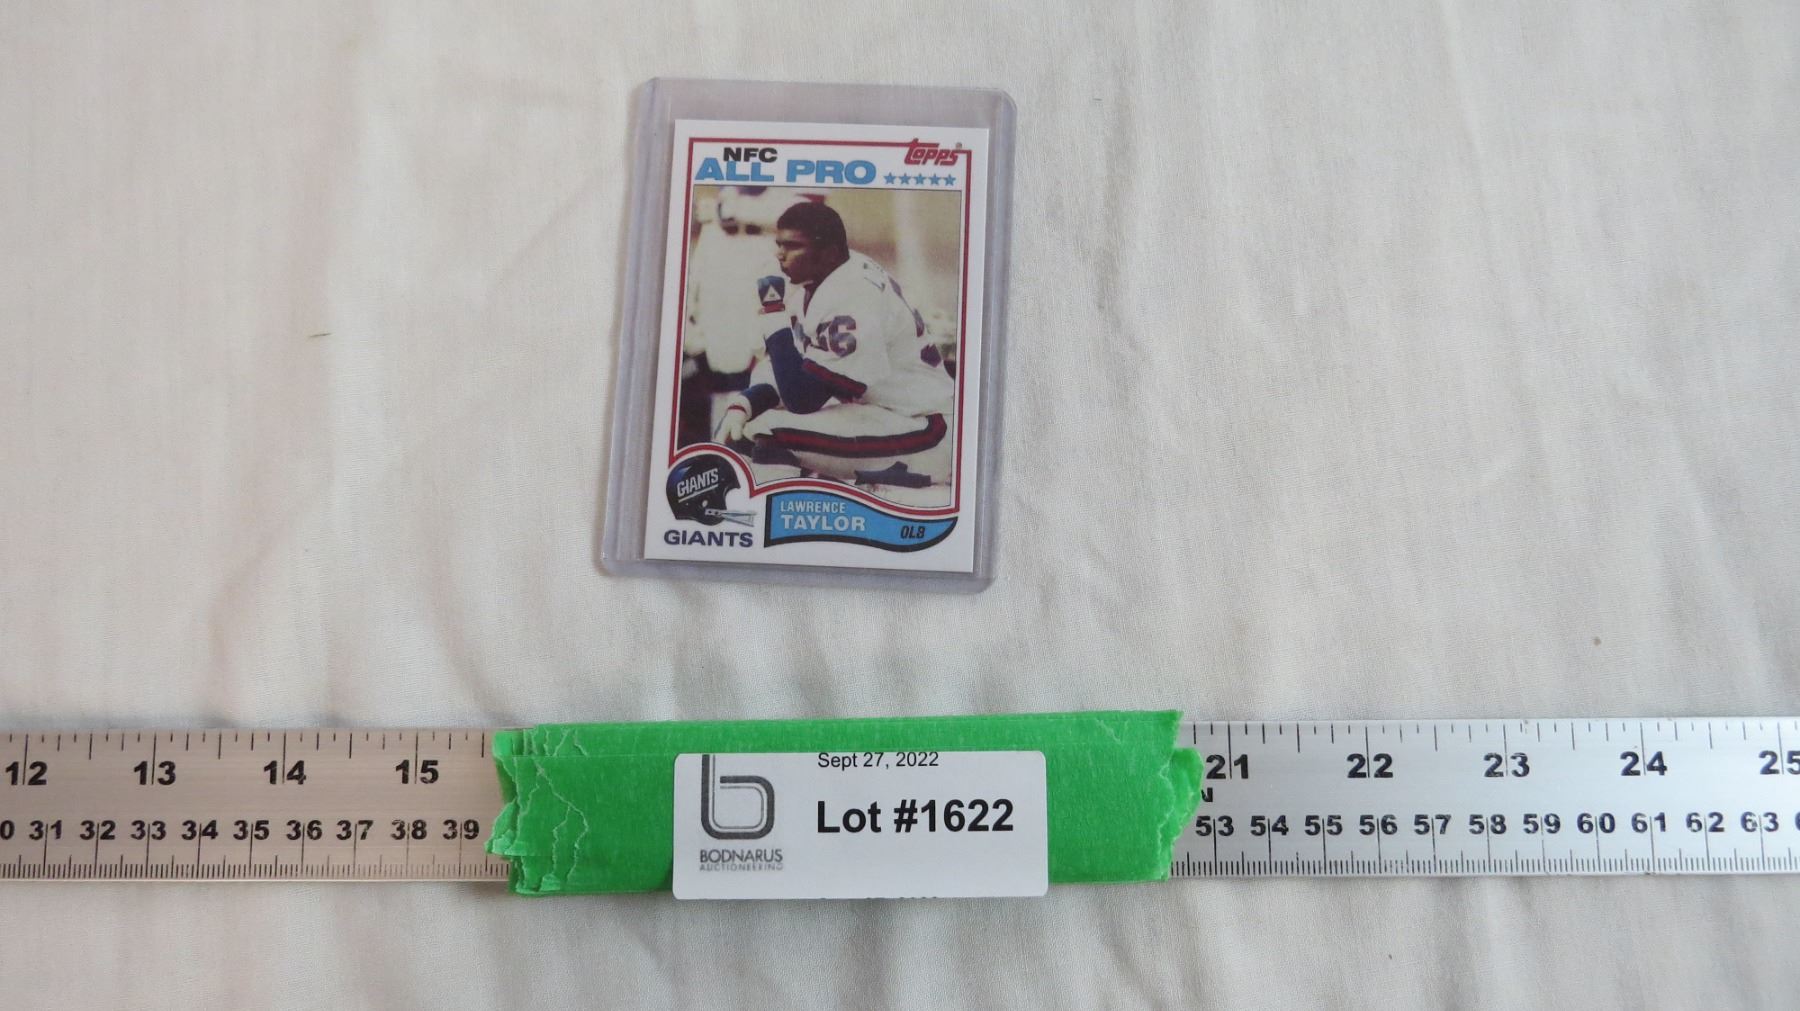 NFC
topps
ALL PRO
56
GIANTS
GIANTS
LAWRENCE
TAYLOR
OLB
12 13 14 15 21 22 23 24 25
31 32 33 34 35 36 37 38 39 53 54 55 56 57 58 59 60 61 62 63
Sept 27, 2022
Lot #1622
BODNARUS
AUCTIONEERING